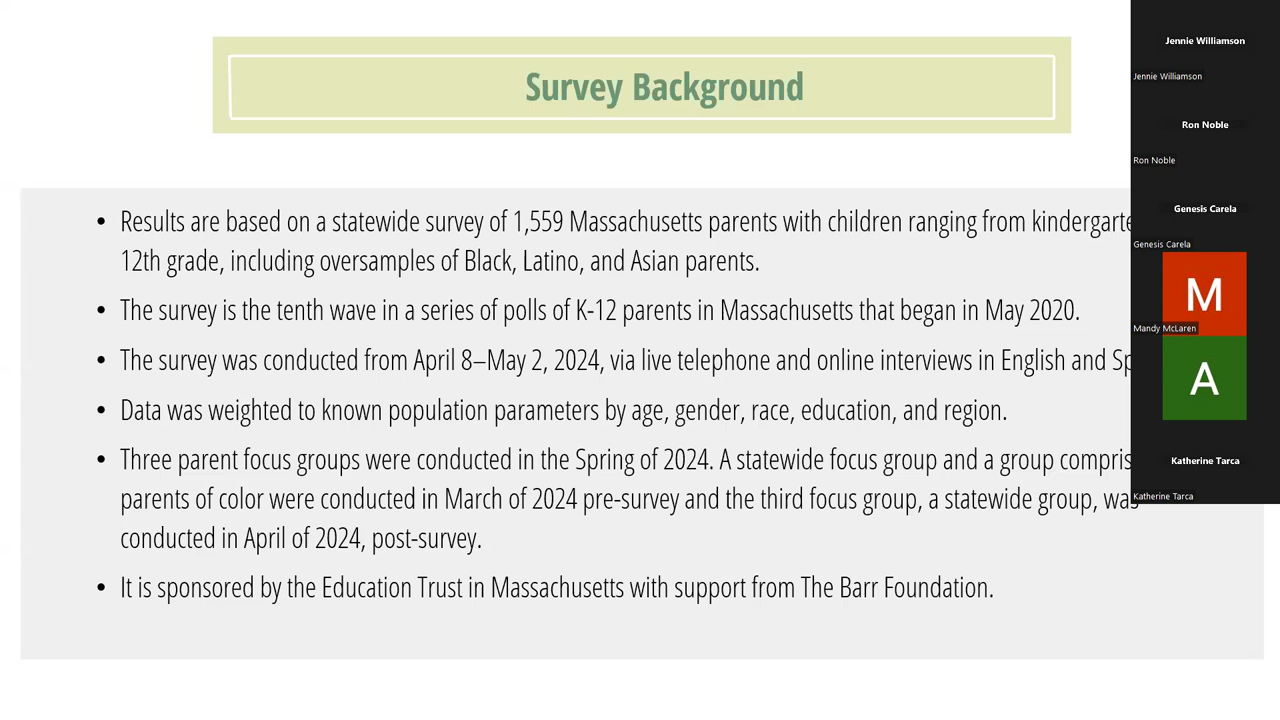 Survey Background
• Results are based on a statewide survey of 1,559 Massachusetts parents with children ranging from kindergarte
12th grade, including oversamples of Black, Latino, and Asian parents.
• The survey is the tenth wave in a series of polls of K-12 parents in Massachusetts that began in May 2020.
• The survey was conducted from April 8–May 2, 2024, via live telephone and online interviews in English and Sp
• Data was weighted to known population parameters by age, gender, race, education, and region.
• Three parent focus groups were conducted in the Spring of 2024. A statewide focus group and a group compris
parents of color were conducted in March of 2024 pre-survey and the third focus group, a statewide group, was
conducted in April of 2024, post-survey.
• It is sponsored by the Education Trust in Massachusetts with support from The Barr Foundation.
Jennie Williamson
Jennie Williamson
Ron Noble
Ron Noble
Genesis Carela
Genesis Carela
M
Mandy McLaren
A
Katherine Tarca
Katherine Tarca